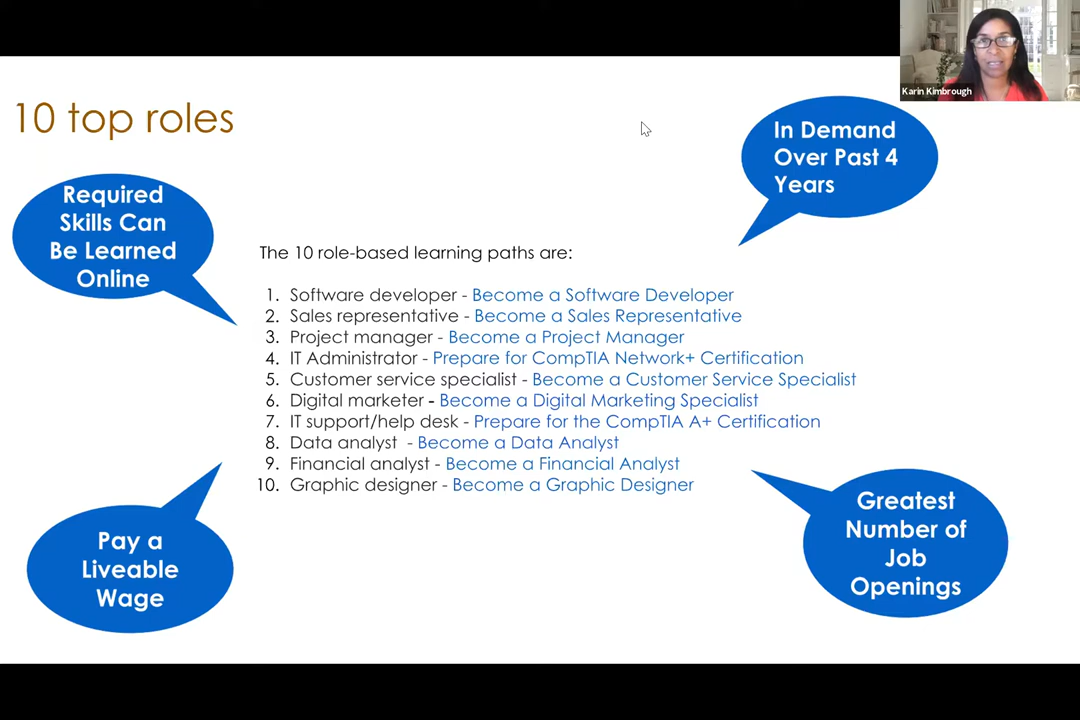 Karin Kimbrough
10 top roles
In Demand
Over Past 4
Years
Required
Skills Can
Be Learned
Online
The 10 role-based learning paths are:
1. Software developer - Become a Software Developer
2. Sales representative - Become a Sales Representative
3. Project manager - Become a Project Manager
4. IT Administrator - Prepare for CompTIA Network+ Certification
5. Customer service specialist - Become a Customer Service Specialist
6. Digital marketer - Become a Digital Marketing Specialist
7. IT support/help desk - Prepare for the CompTIA A+ Certification
8. Data analyst - Become a Data Analyst
9. Financial analyst - Become a Financial Analyst
10. Graphic designer - Become a Graphic Designer
Pay a
Liveable
Wage
Greatest
Number of
Job
Openings